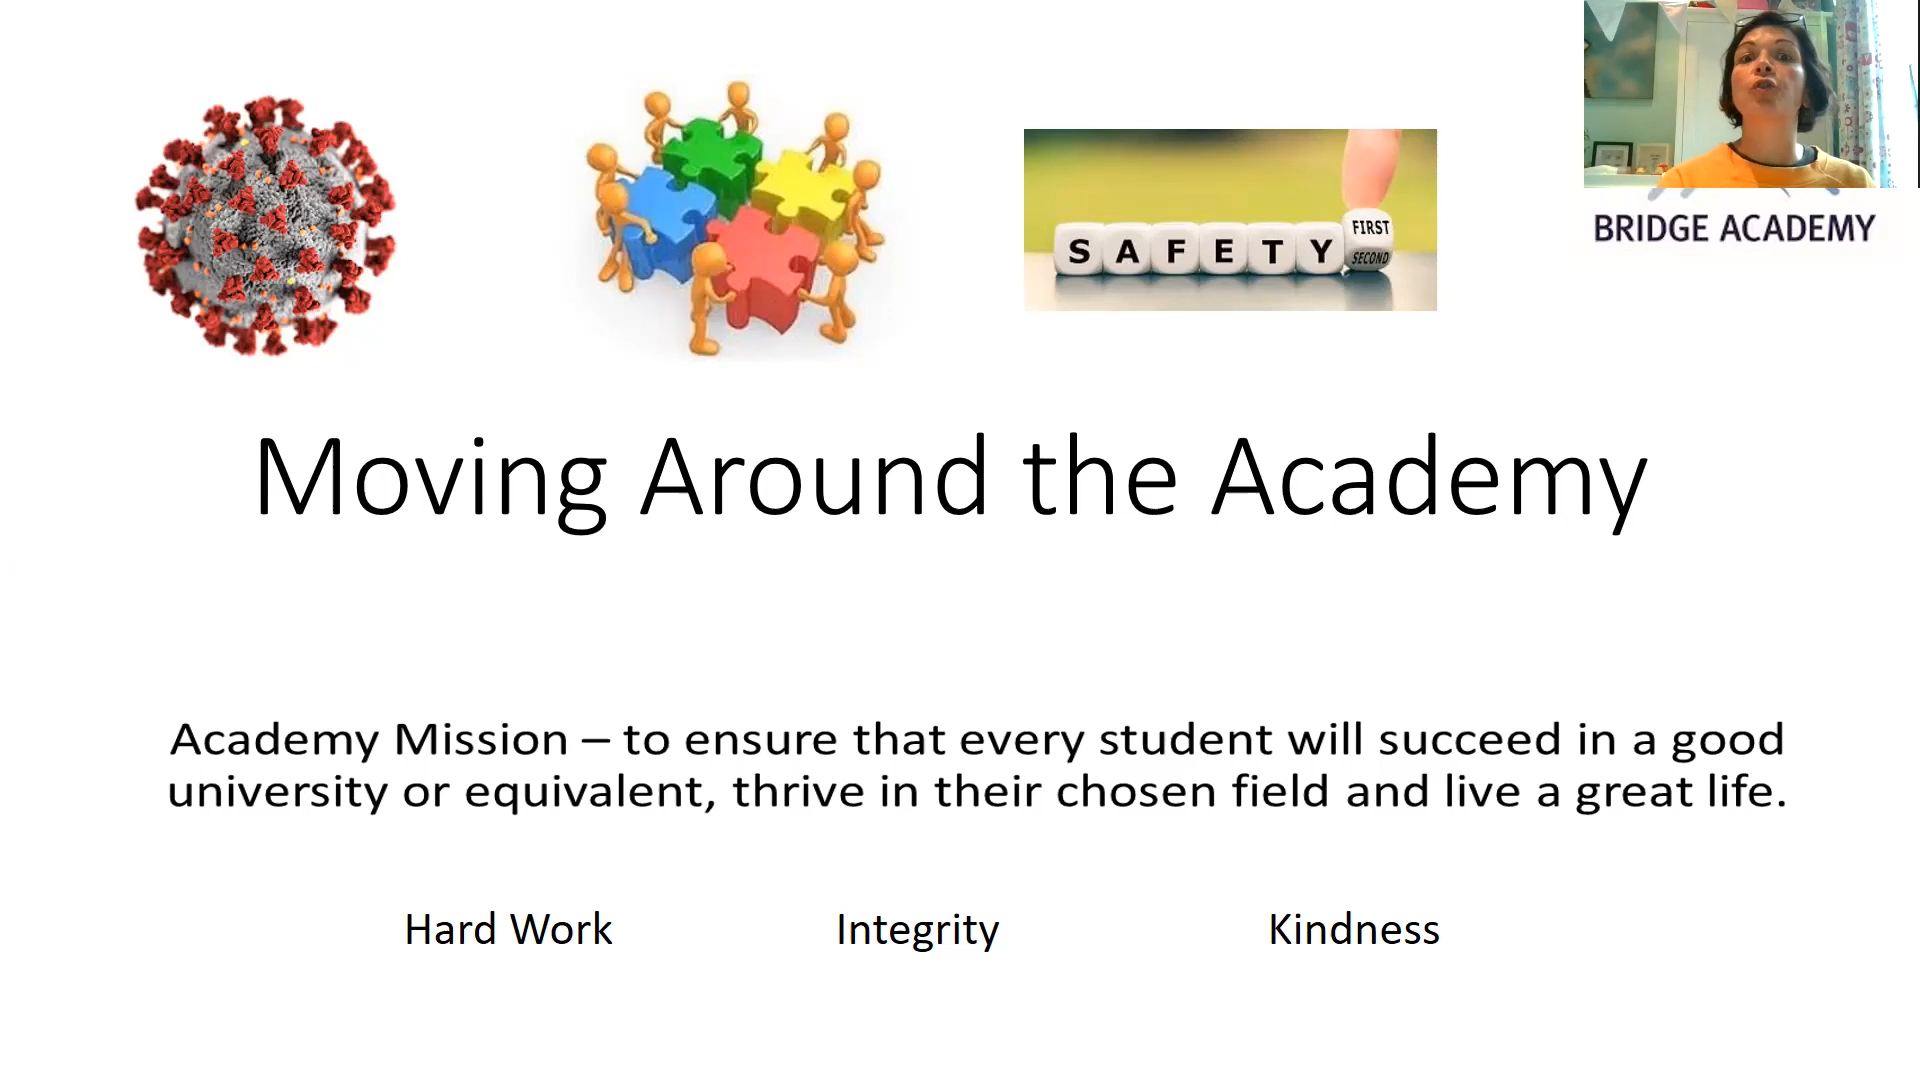 SAFETY
FIRST
SECOND
BRIDGE ACADEMY
Moving Around the Academy
Academy Mission – to ensure that every student will succeed in a good
university or equivalent, thrive in their chosen field and live a great life.
Hard Work
Integrity
Kindness